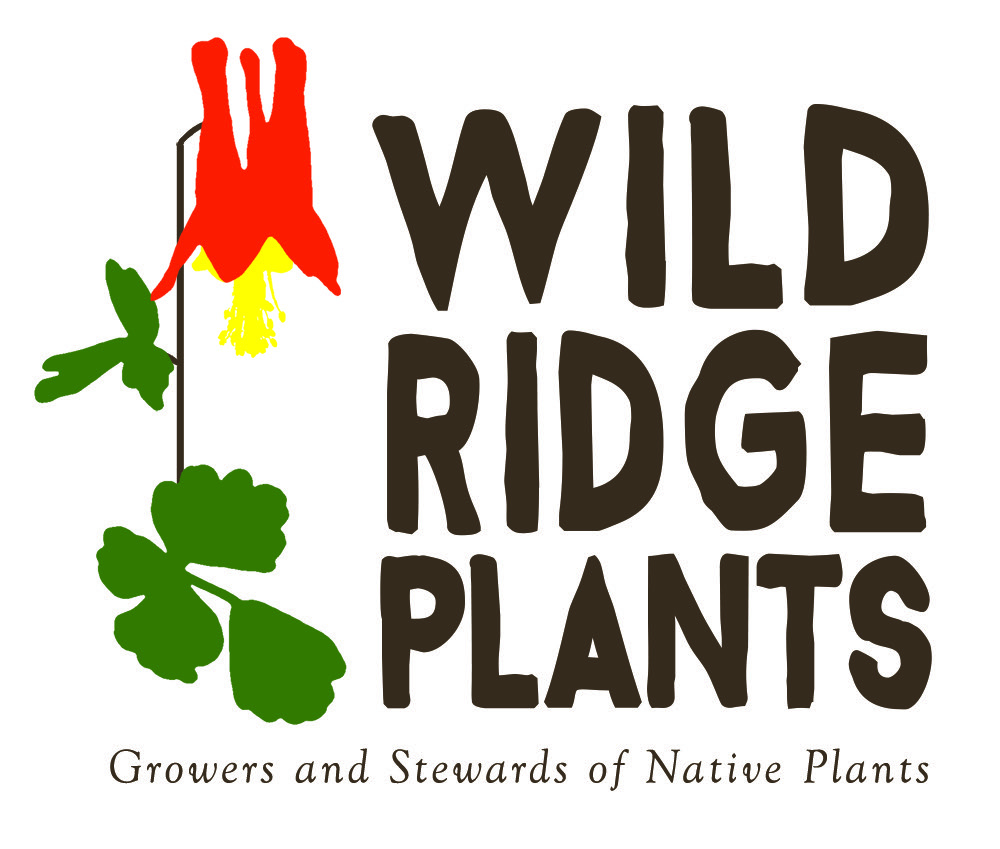 WILD
RIDGE
PLANTS
Growers and Stewards of Native Plants